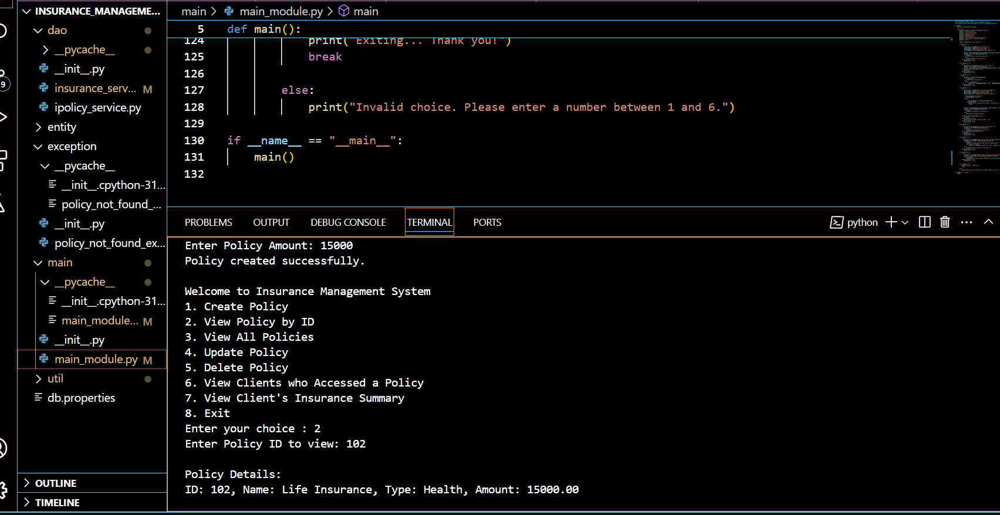 INSURANCE_MANAGEME...
dao
__pycache__
__init__.py
insurance_serv... M
ipolicy_service.py
entity
exception
__pycache__
__init__.cpython-31...
policy_not_found_...
__init__.py
policy_not_found_ex...
main
__pycache__
__init__.cpython-31...
main_module... M
__init__.py
main_module.py M
util
db.properties
OUTLINE
TIMELINE
9
main > main_module.py > main
5 def main():
124 print("Exiting... Thank you!")
125 break
126
127 else:
128 print("Invalid choice. Please enter a number between 1 and 6.")
129
130 if __name__ == "__main__":
131 main()
132
PROBLEMS OUTPUT DEBUG CONSOLE TERMINAL PORTS python
Enter Policy Amount: 15000
Policy created successfully.
Welcome to Insurance Management System
1. Create Policy
2. View Policy by ID
3. View All Policies
4. Update Policy
5. Delete Policy
6. View Clients who Accessed a Policy
7. View Client's Insurance Summary
8. Exit
Enter your choice : 2
Enter Policy ID to view: 102
Policy Details:
ID: 102, Name: Life Insurance, Type: Health, Amount: 15000.00